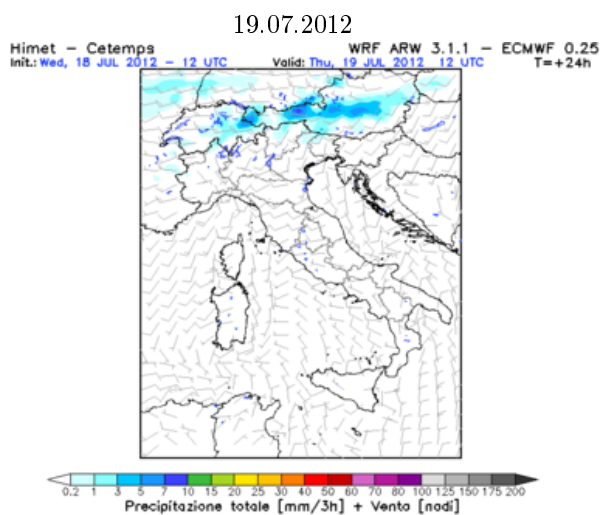 19.07.2012
Himet - Cetemps WRF ARW 3.1.1 - ECMWF 0.25
Init.: Wed, 18 JUL 2012 - 12 UTC Valid: Thu, 19 JUL 2012 12 UTC T=+24h
0.2 1 3 5 7 10 15 20 25 30 40 50 60 70 80 100 125 150 175 200
Precipitazione totale [mm/3h] + Vento [nodi]